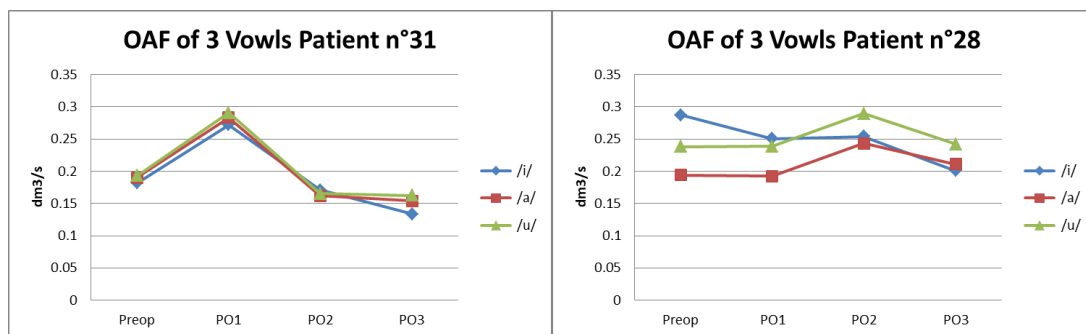 OAF of 3 Vowls Patient n°31
0.35
0.3
0.25
0.2
0.15
0.1
0.05
0
dm3/s
Preop PO1 PO2 PO3
/i/
/a/
/u/
OAF of 3 Vowls Patient n°28
0.35
0.3
0.25
0.2
0.15
0.1
0.05
0
dm3/s
Preop PO1 PO2 PO3
/i/
/a/
/u/